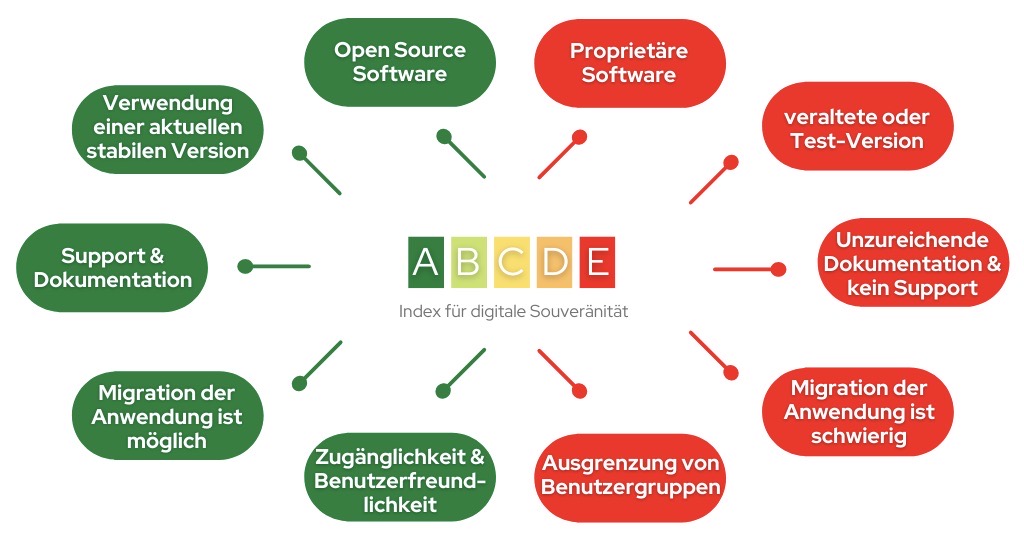 Open Source
Software
Proprietäre
Software
Verwendung
einer aktuellen
stabilen Version
veraltete oder
Test-Version
Support &
Dokumentation
A B C D E
Index für digitale Souveränität
Unzureichende
Dokumentation &
kein Support
Migration der
Anwendung ist
möglich
Migration der
Anwendung ist
schwierig
Zugänglichkeit &
Benutzerfreund-
lichkeit
Ausgrenzung von
Benutzergruppen